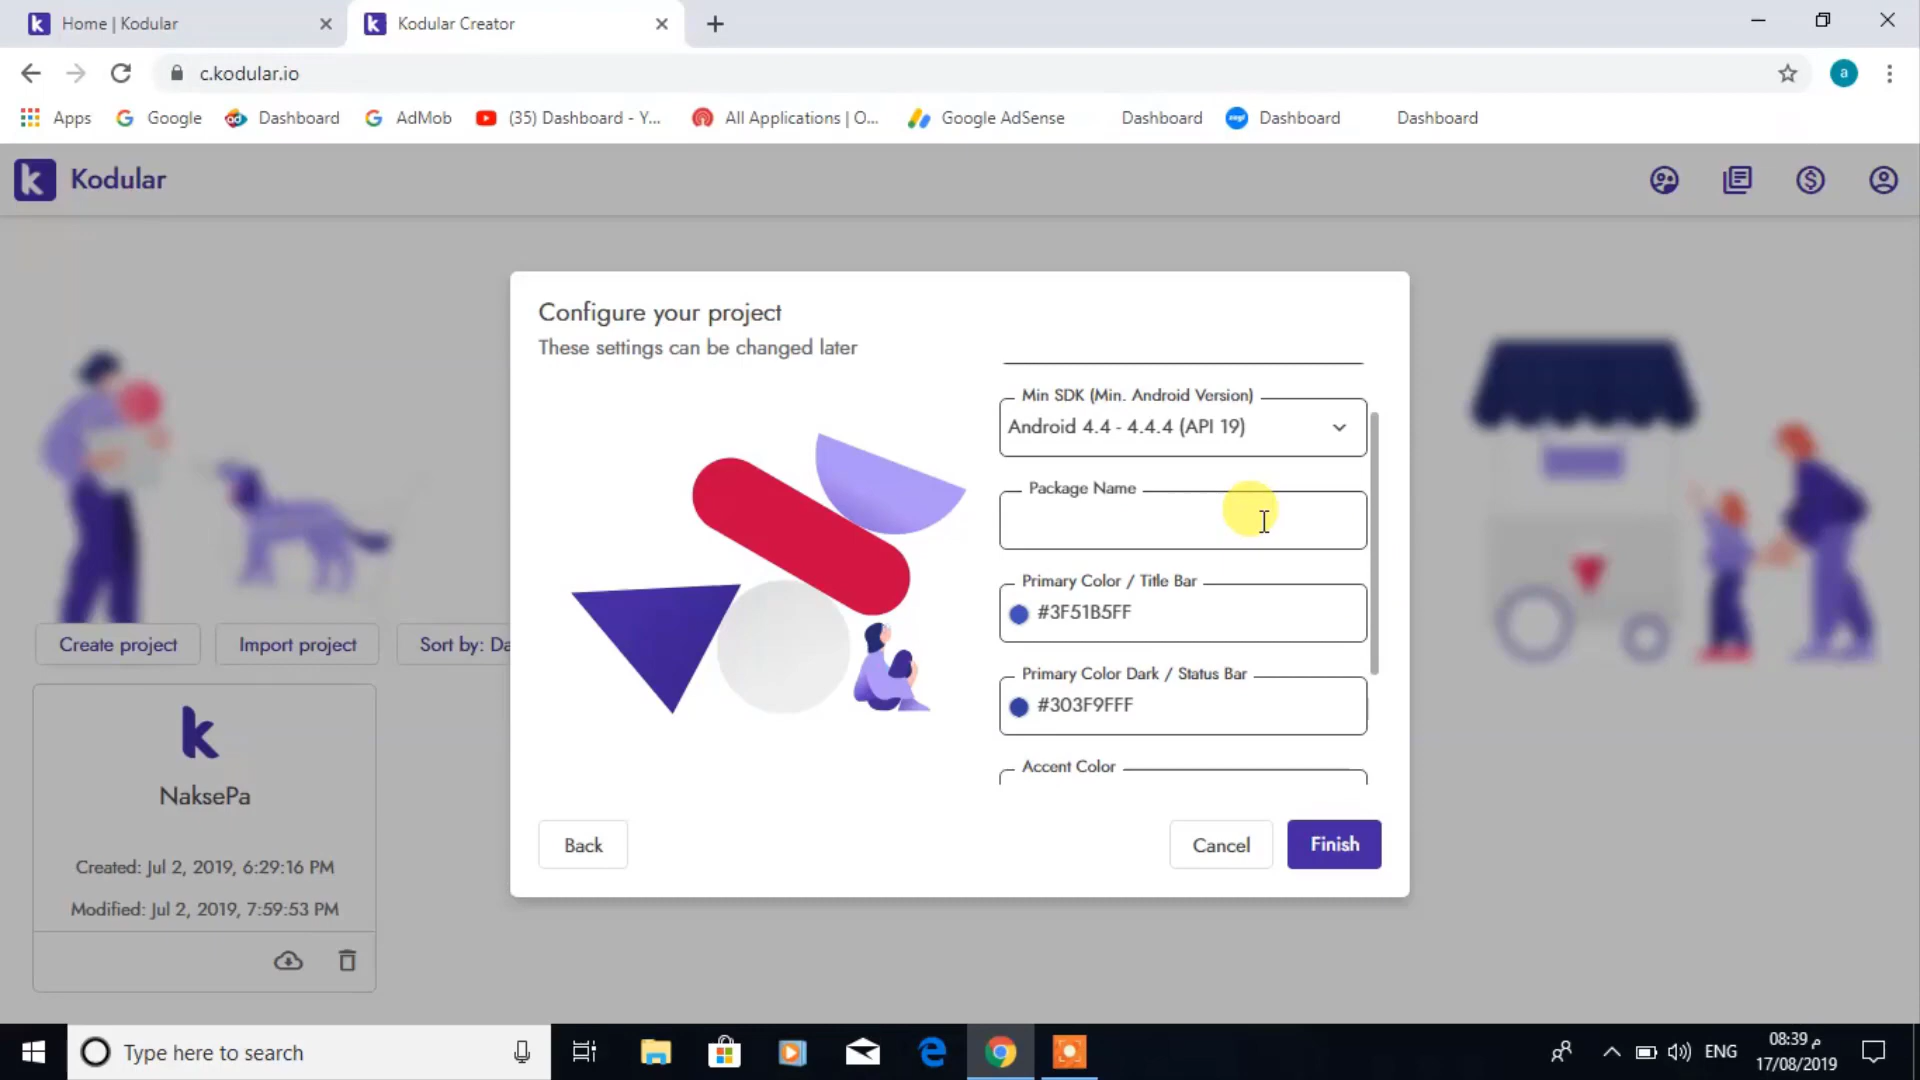 Home | Kodular
Kodular Creator
c.kodular.io
a
Apps
Google
Dashboard
AdMob
(35) Dashboard - Y...
All Applications | O...
Google AdSense
Dashboard
Dashboard
Dashboard
Kodular
Configure your project
These settings can be changed later
Min SDK (Min. Android Version)
Android 4.4 - 4.4.4 (API 19)
Package Name
Primary Color / Title Bar
#3F51B5FF
Primary Color Dark / Status Bar
#303F9FFF
Accent Color
Back
Cancel
Finish
Create project
Import project
Sort by: Da
NaksePa
Created: Jul 2, 2019, 6:29:16 PM
Modified: Jul 2, 2019, 7:59:53 PM
Type here to search
ENG
08:39 م
17/08/2019